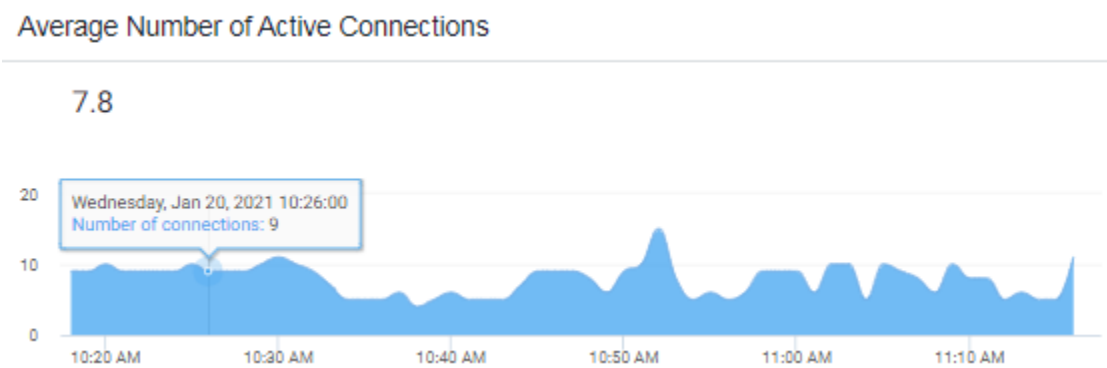 Average Number of Active Connections
7.8
20
Wednesday, Jan 20, 2021 10:26:00
Number of connections: 9
10
0
10:20 AM 10:30 AM 10:40 AM 10:50 AM 11:00 AM 11:10 AM